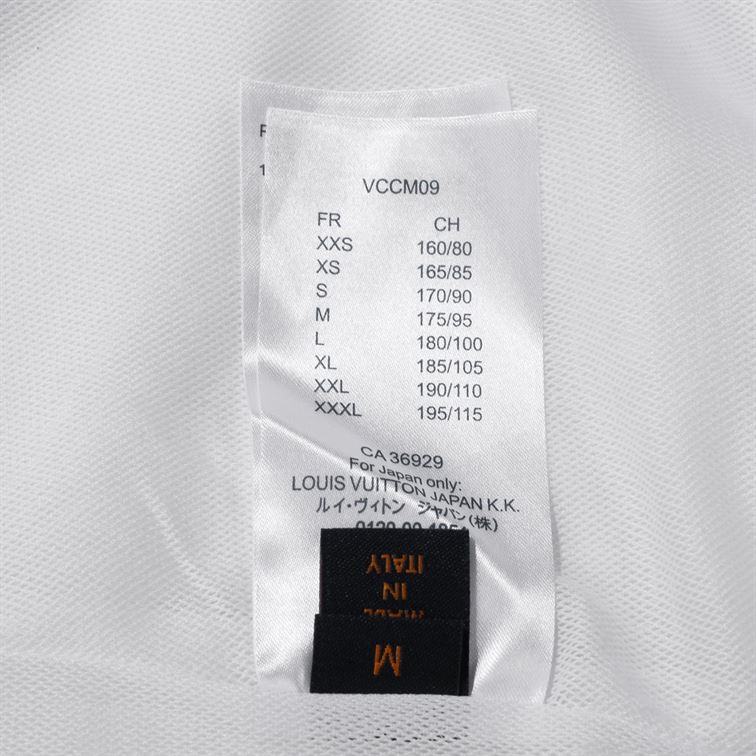 VCCM09
FR CH
XXS 160/80
XS 165/85
S 170/90
M 175/95
L 180/100
XL 185/105
XXL 190/110
XXXL 195/115
CA 36929
For Japan only:
LOUIS VUITTON JAPAN K.K.
ルイ・ヴィトン ジャパン(株)
ITALY
IN
MADE
M